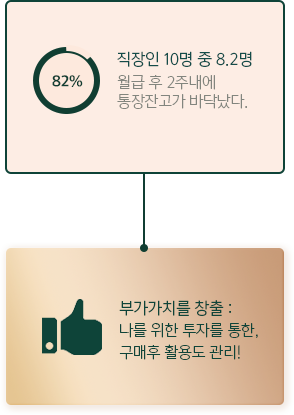 82%
직장인 10명 중 8.2명
월급 후 2주내에
통장잔고가 바닥났다.
부가가치를 창출 :
나를 위한 투자를 통한,
구매후 활용도 관리!